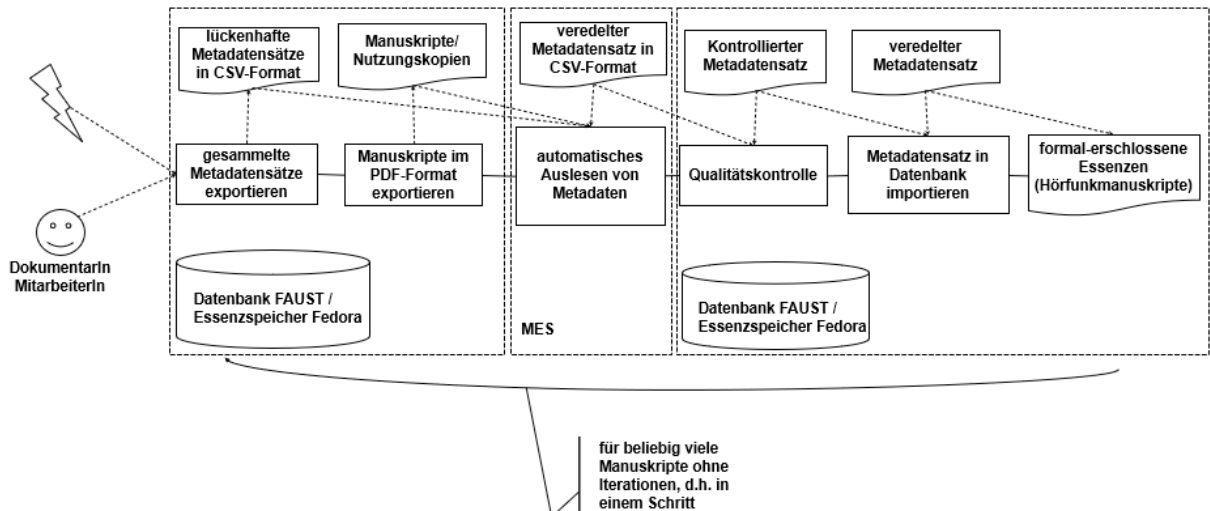 lückenhafte
Metadatensätze
in CSV-Format
Manuskripte/
Nutzungskopien
veredelter
Metadatensatz in
CSV-Format
Kontrollierter
Metadatensatz
veredelter
Metadatensatz
gesammelte
Metadatensätze
exportieren
Manuskripte im
PDF-Format
exportieren
automatisches
Auslesen von
Metadaten
Qualitätskontrolle
Metadatensatz in
Datenbank
importieren
formal-erschlossene
Essenzen
(Hörfunkmanuskripte)
DokumentarIn
MitarbeiterIn
Datenbank FAUST /
Essenzspeicher Fedora
MES
Datenbank FAUST /
Essenzspeicher Fedora
für beliebig viele
Manuskripte ohne
Iterationen, d.h. in
einem Schritt